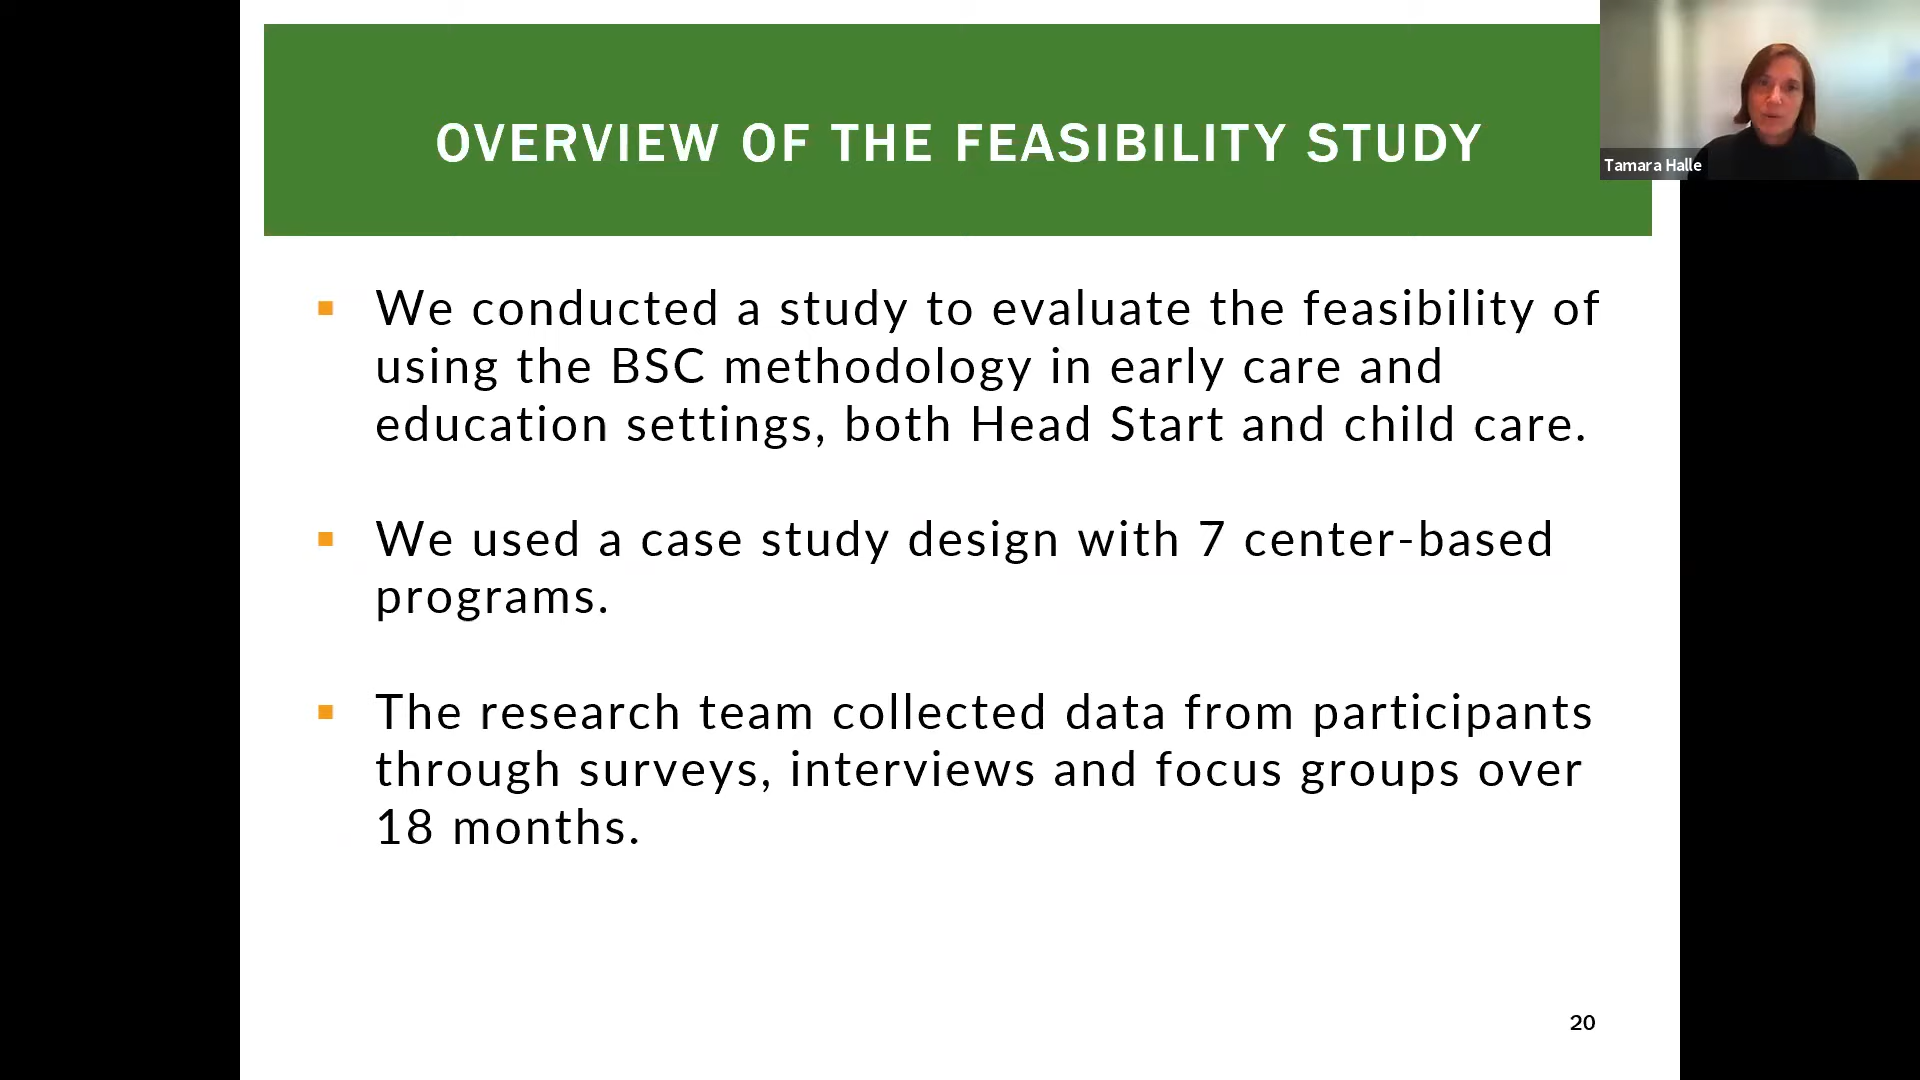 OVERVIEW OF THE FEASIBILITY STUDY
Tamara Halle
We conducted a study to evaluate the feasibility of
using the BSC methodology in early care and
education settings, both Head Start and child care.
We used a case study design with 7 center-based
programs.
The research team collected data from participants
through surveys, interviews and focus groups over
18 months.
20